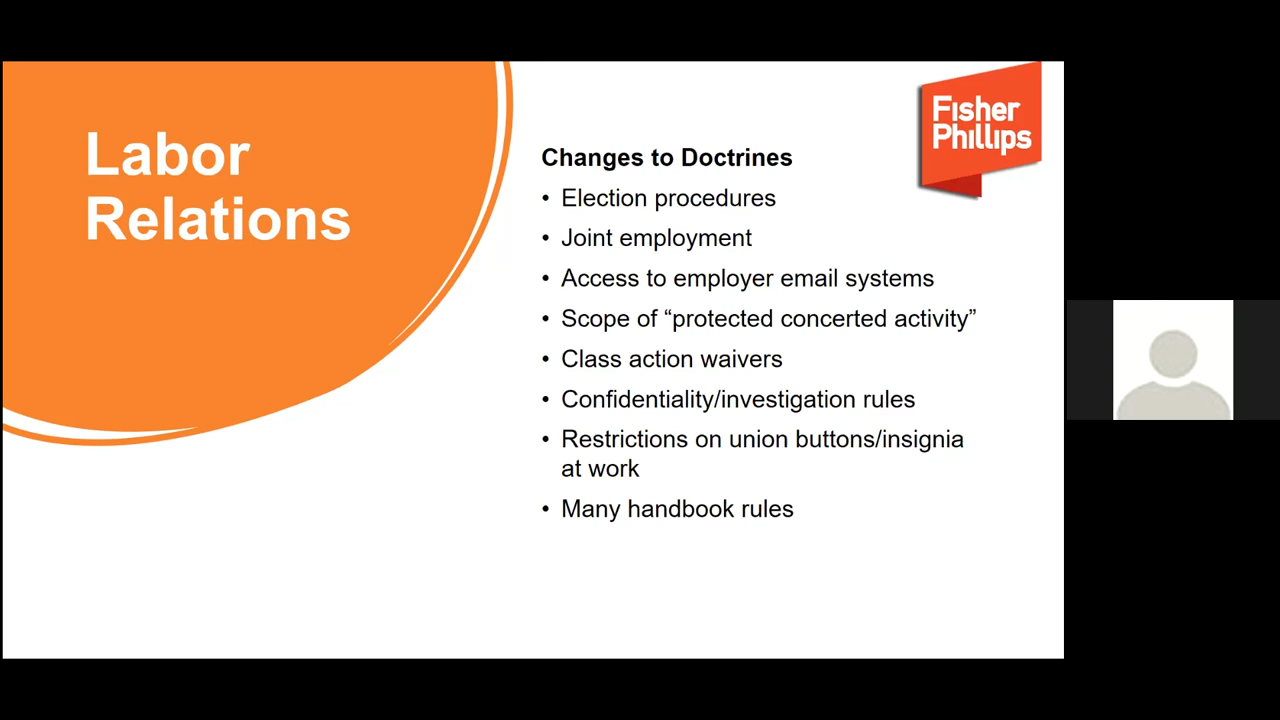 Labor
Relations
Fisher
Phillips
Changes to Doctrines
• Election procedures
• Joint employment
• Access to employer email systems
• Scope of “protected concerted activity”
• Class action waivers
• Confidentiality/investigation rules
• Restrictions on union buttons/insignia
at work
• Many handbook rules